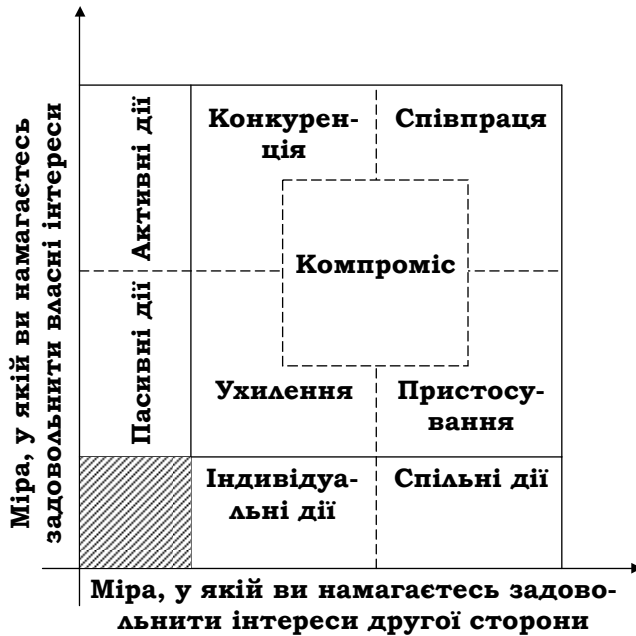 Міра, у якій ви намагаєтесь
задовольнити власні інтереси
Активні дії
Пасивні дії
Конкурен-
ція
Співпраця
Компроміс
Ухилення
Пристосу-
вання
Індивідуа-
льні дії
Спільні дії
Міра, у якій ви намагаєтесь задово-
льнити інтереси другої сторони